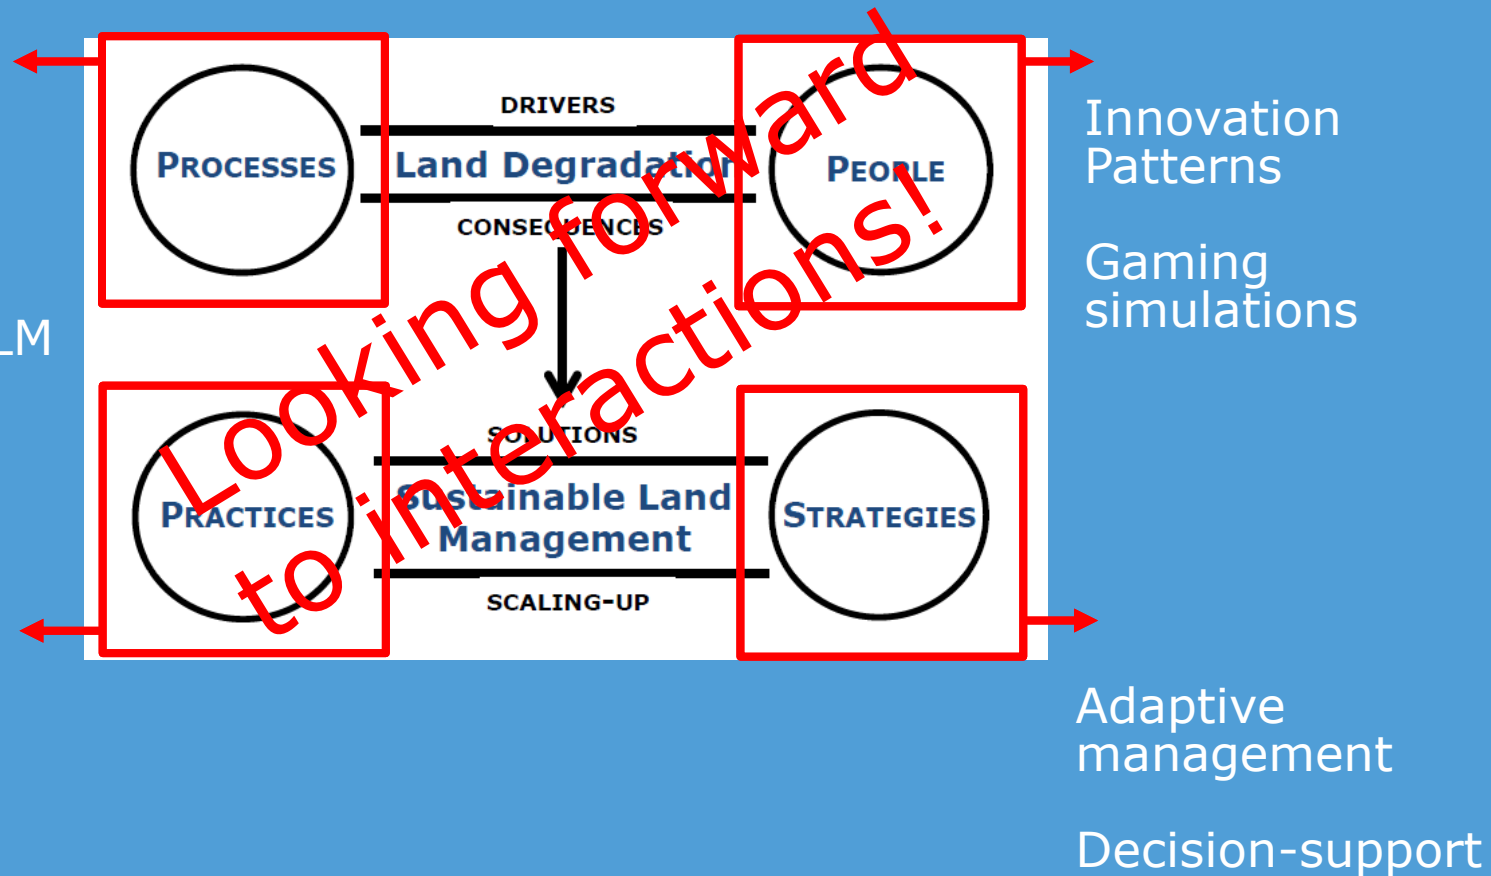 DRIVERS
PROCESSES
Land Degradation
PEOPLE
CONSEQUENCES
Innovation
Patterns
Gaming
simulations
LM
SOLUTIONS
PRACTICES
Sustainable Land
Management
STRATEGIES
SCALING-UP
Looking forward
to interactions!
Adaptive
management
Decision-support